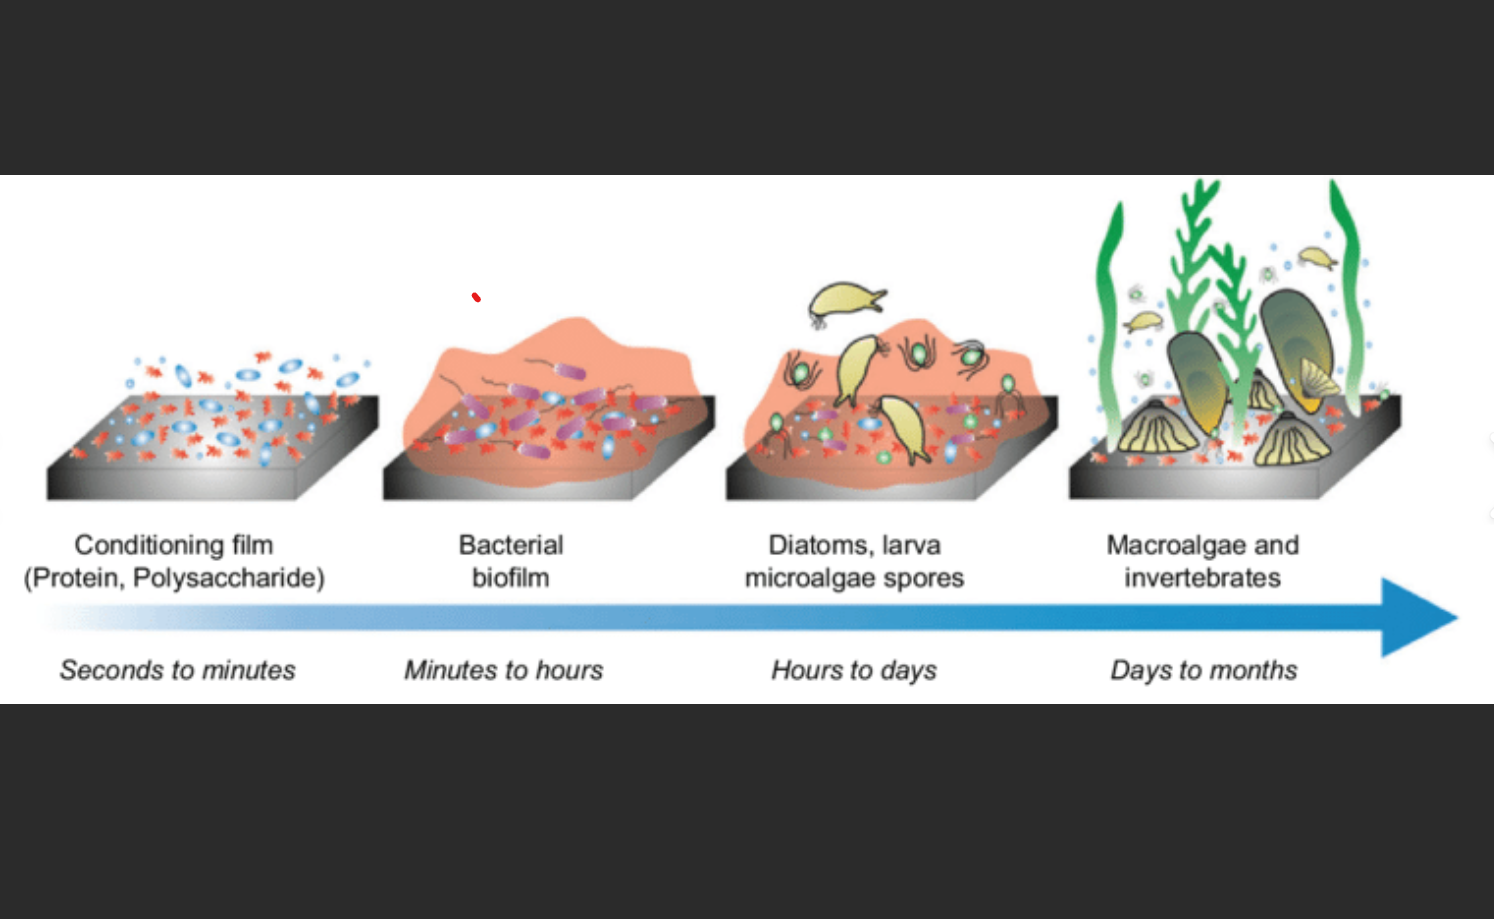 Conditioning film
(Protein, Polysaccharide)
Bacterial
biofilm
Diatoms, larva
microalgae spores
Macroalgae and
invertebrates
Seconds to minutes
Minutes to hours
Hours to days
Days to months